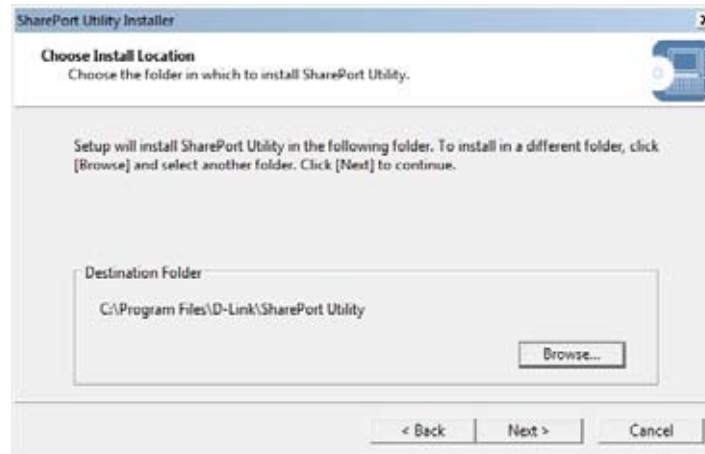 SharePort Utility Installer
Choose Install Location
Choose the folder in which to install SharePort Utility.
Setup will install SharePort Utility in the following folder. To install in a different folder, click
[Browse] and select another folder. Click [Next] to continue.
Destination Folder
C:\Program Files\D-Link\SharePort Utility
Browse...
< Back
Next >
Cancel